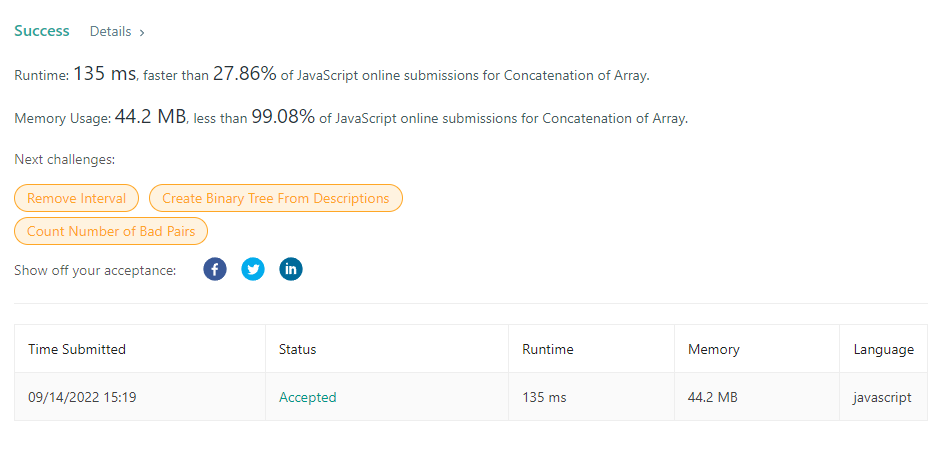 Success Details >
Runtime: 135 ms, faster than 27.86% of JavaScript online submissions for Concatenation of Array.
Memory Usage: 44.2 MB, less than 99.08% of JavaScript online submissions for Concatenation of Array.
Next challenges:
Remove Interval Create Binary Tree From Descriptions
Count Number of Bad Pairs
Show off your acceptance: f in
Time Submitted Status Runtime Memory Language
09/14/2022 15:19 Accepted 135 ms 44.2 MB javascript